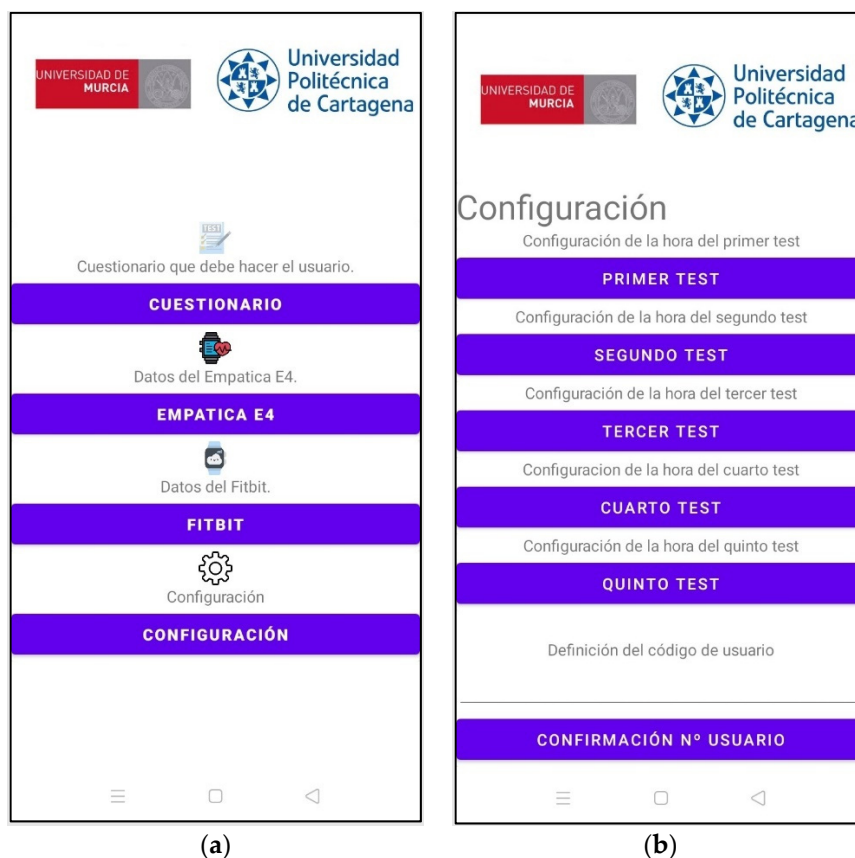 UNIVERSIDAD DE
MURCIA
Universidad
Politécnica
de Cartagena
TEST
Cuestionario que debe hacer el usuario.
CUESTIONARIO
Datos del Empatica E4.
EMPATICA E4
Datos del Fitbit.
FITBIT
Configuración
CONFIGURACIÓN
(a)
UNIVERSIDAD DE
MURCIA
Universidad
Politécnica
de Cartagena
Configuración
Configuración de la hora del primer test
PRIMER TEST
Configuración de la hora del segundo test
SEGUNDO TEST
Configuración de la hora del tercer test
TERCER TEST
Configuracion de la hora del cuarto test
CUARTO TEST
Configuración de la hora del quinto test
QUINTO TEST
Definición del código de usuario
CONFIRMACIÓN Nº USUARIO
(b)